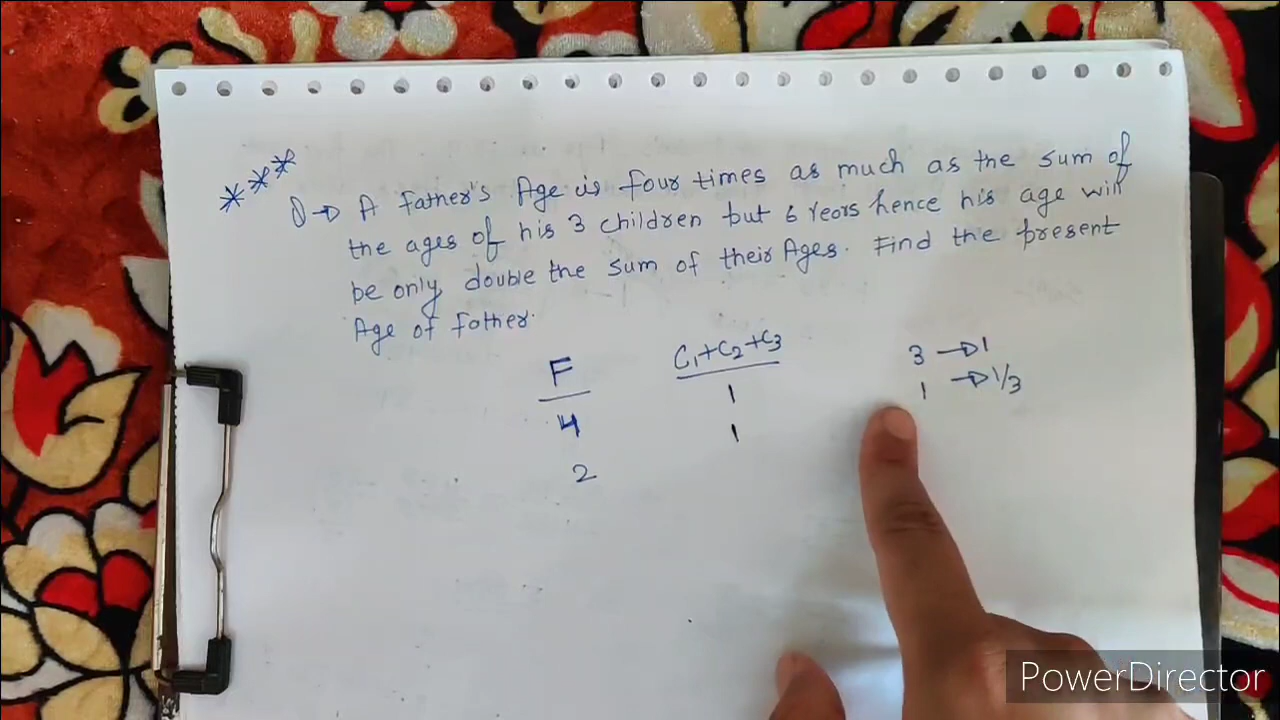 ***
Q→ A Father's Age is four times as much as the sum of
the ages of his 3 children but 6 Years hence his age will
be only double the sum of their Ages. Find the present
Age of father.
F C₁+C₂+C₃ 3 → 1
4 1 1 → 1/3
2 1
PowerDirector